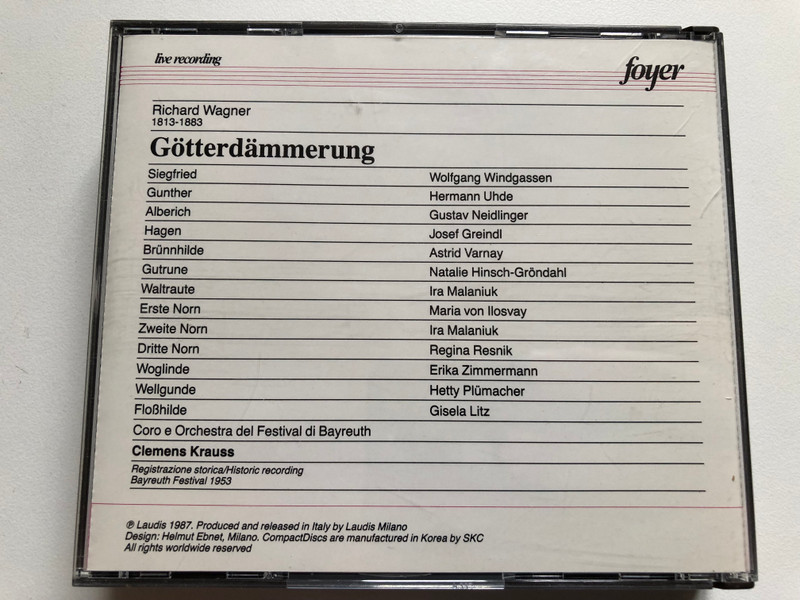 live recording
foyer
Richard Wagner
1813-1883
Götterdämmerung
Siegfried Wolfgang Windgassen
Gunther Hermann Uhde
Alberich Gustav Neidlinger
Hagen Josef Greindl
Brünnhilde Astrid Varnay
Gutrune Natalie Hinsch-Gröndahl
Waltraute Ira Malaniuk
Erste Norn Maria von Ilosvay
Zweite Norn Ira Malaniuk
Dritte Norn Regina Resnik
Woglinde Erika Zimmermann
Wellgunde Hetty Plümacher
Floßhilde Gisela Litz
Coro e Orchestra del Festival di Bayreuth
Clemens Krauss
Registrazione storica/Historic recording
Bayreuth Festival 1953
℗ Laudis 1987. Produced and released in Italy by Laudis Milano
Design: Helmut Ebnet, Milano. CompactDiscs are manufactured in Korea by SKC
All rights worldwide reserved